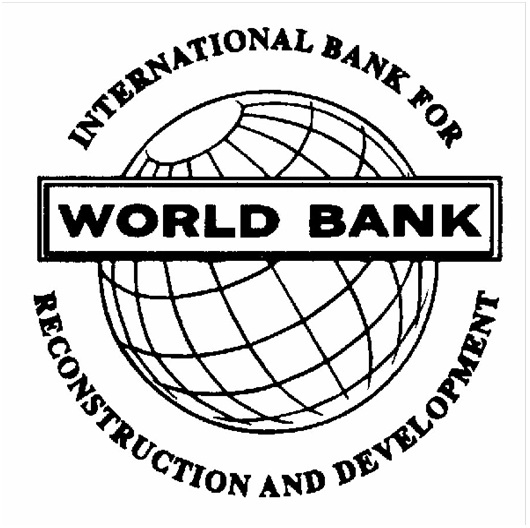 INTERNATIONAL BANK FOR
WORLD BANK
RECONSTRUCTION AND DEVELOPMENT